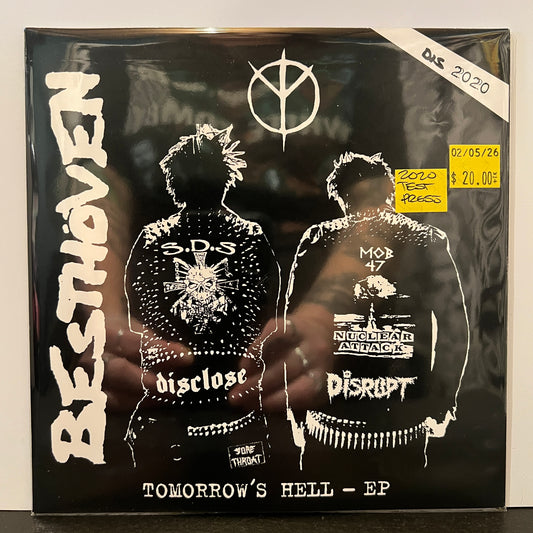 DIS 2020
02/05/26
$ 20.00
2020
TEST
PRESS
BESTHÖVEN
S.D.S
disclose
SORE
THROAT
MOB
47
NUCLEAR
ATTACK
DISRUPT
TOMORROW'S HELL – EP